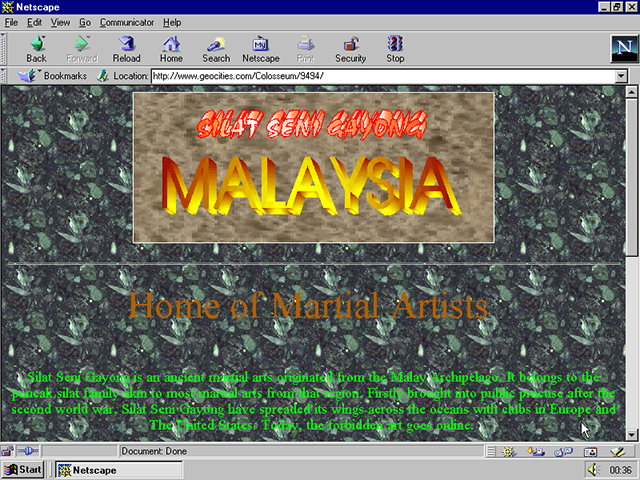 Netscape
File Edit View Go Communicator Help
Back Forward Reload Home Search Netscape Print Security Stop
Bookmarks Location: http://www.geocities.com/Colosseum/9494/
SILAT SENI GAYONG
MALAYSIA
Home of Martial Artists
Silat Seni Gayong is an ancient martial arts originated from the Malay Archipelago. It belongs to the
pencak silat family akin to most martial arts from that region. Firstly brought into public practise after the
second world war, Silat Seni Gayong have spreaded its wings across the oceans with clubs in Europe and
The United States. Today, the forbidden art goes online.
Document: Done
Start Netscape 00:36